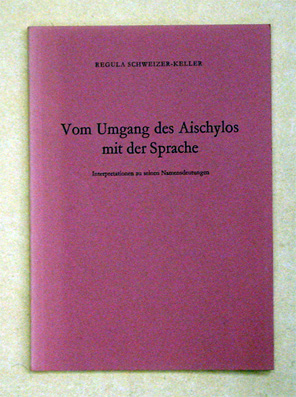 REGULA SCHWEIZER-KELLER
Vom Umgang des Aischylos
mit der Sprache
Interpretationen zu seinen Namensdeutungen